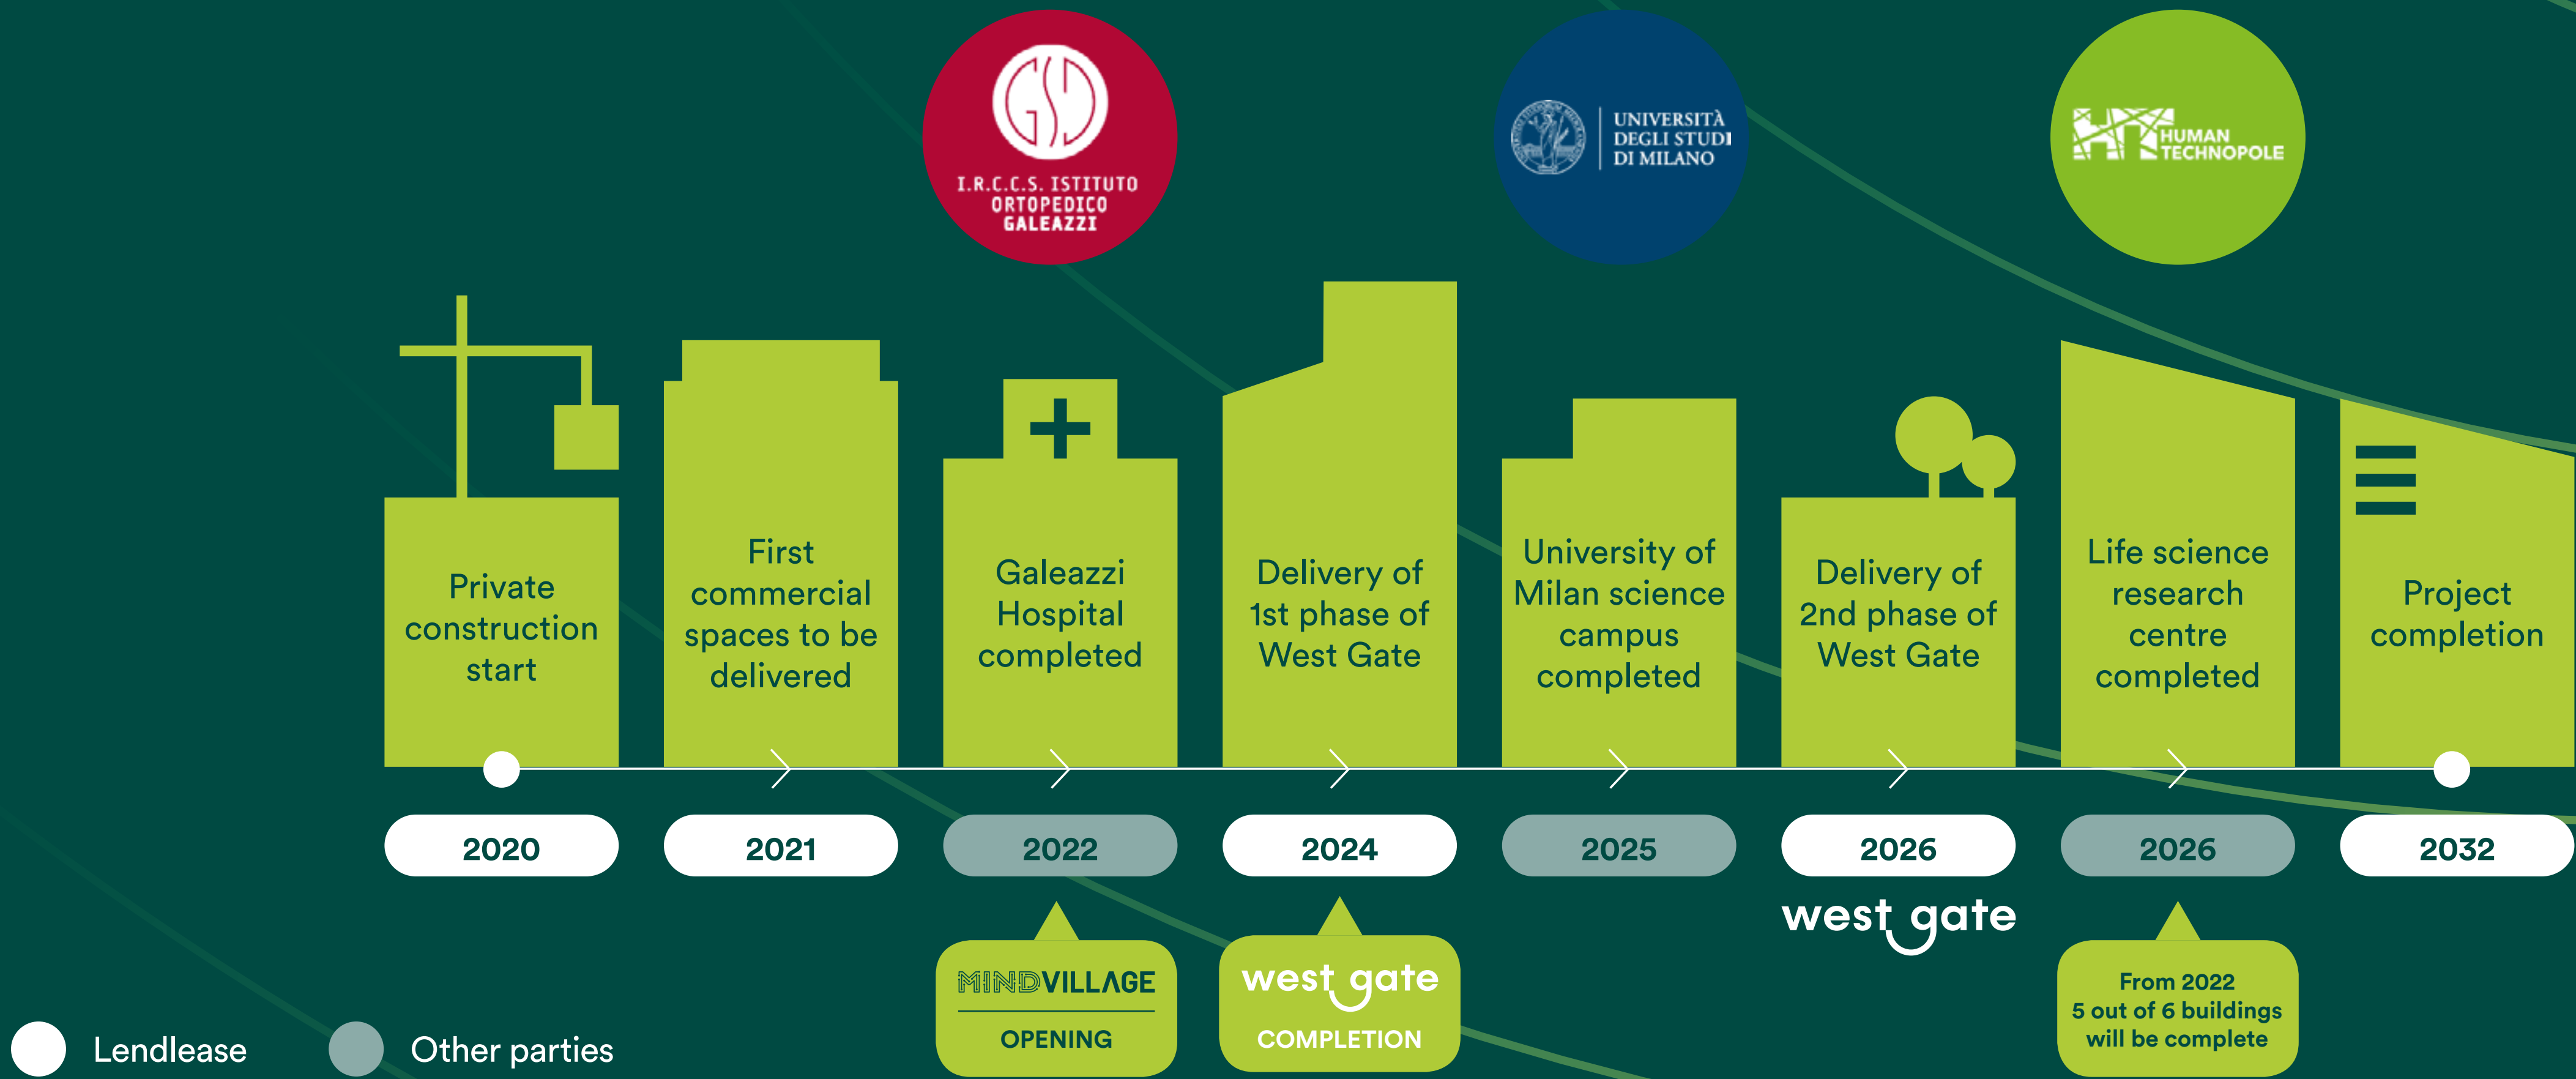 GSD
I.R.C.C.S. ISTITUTO
ORTOPEDICO
GALEAZZI
UNIVERSITÀ
DEGLI STUDI
DI MILANO
HT HUMAN
TECHNOPOLE
Private
construction
start
First
commercial
spaces to be
delivered
Galeazzi
Hospital
completed
Delivery of
1st phase of
West Gate
University of
Milan science
campus
completed
Delivery of
2nd phase of
West Gate
Life science
research
centre
completed
Project
completion
2020
2021
2022
2024
2025
2026
2026
2032
MINDVILLAGE
OPENING
west gate
COMPLETION
west gate
From 2022
5 out of 6 buildings
will be complete
Lendlease
Other parties